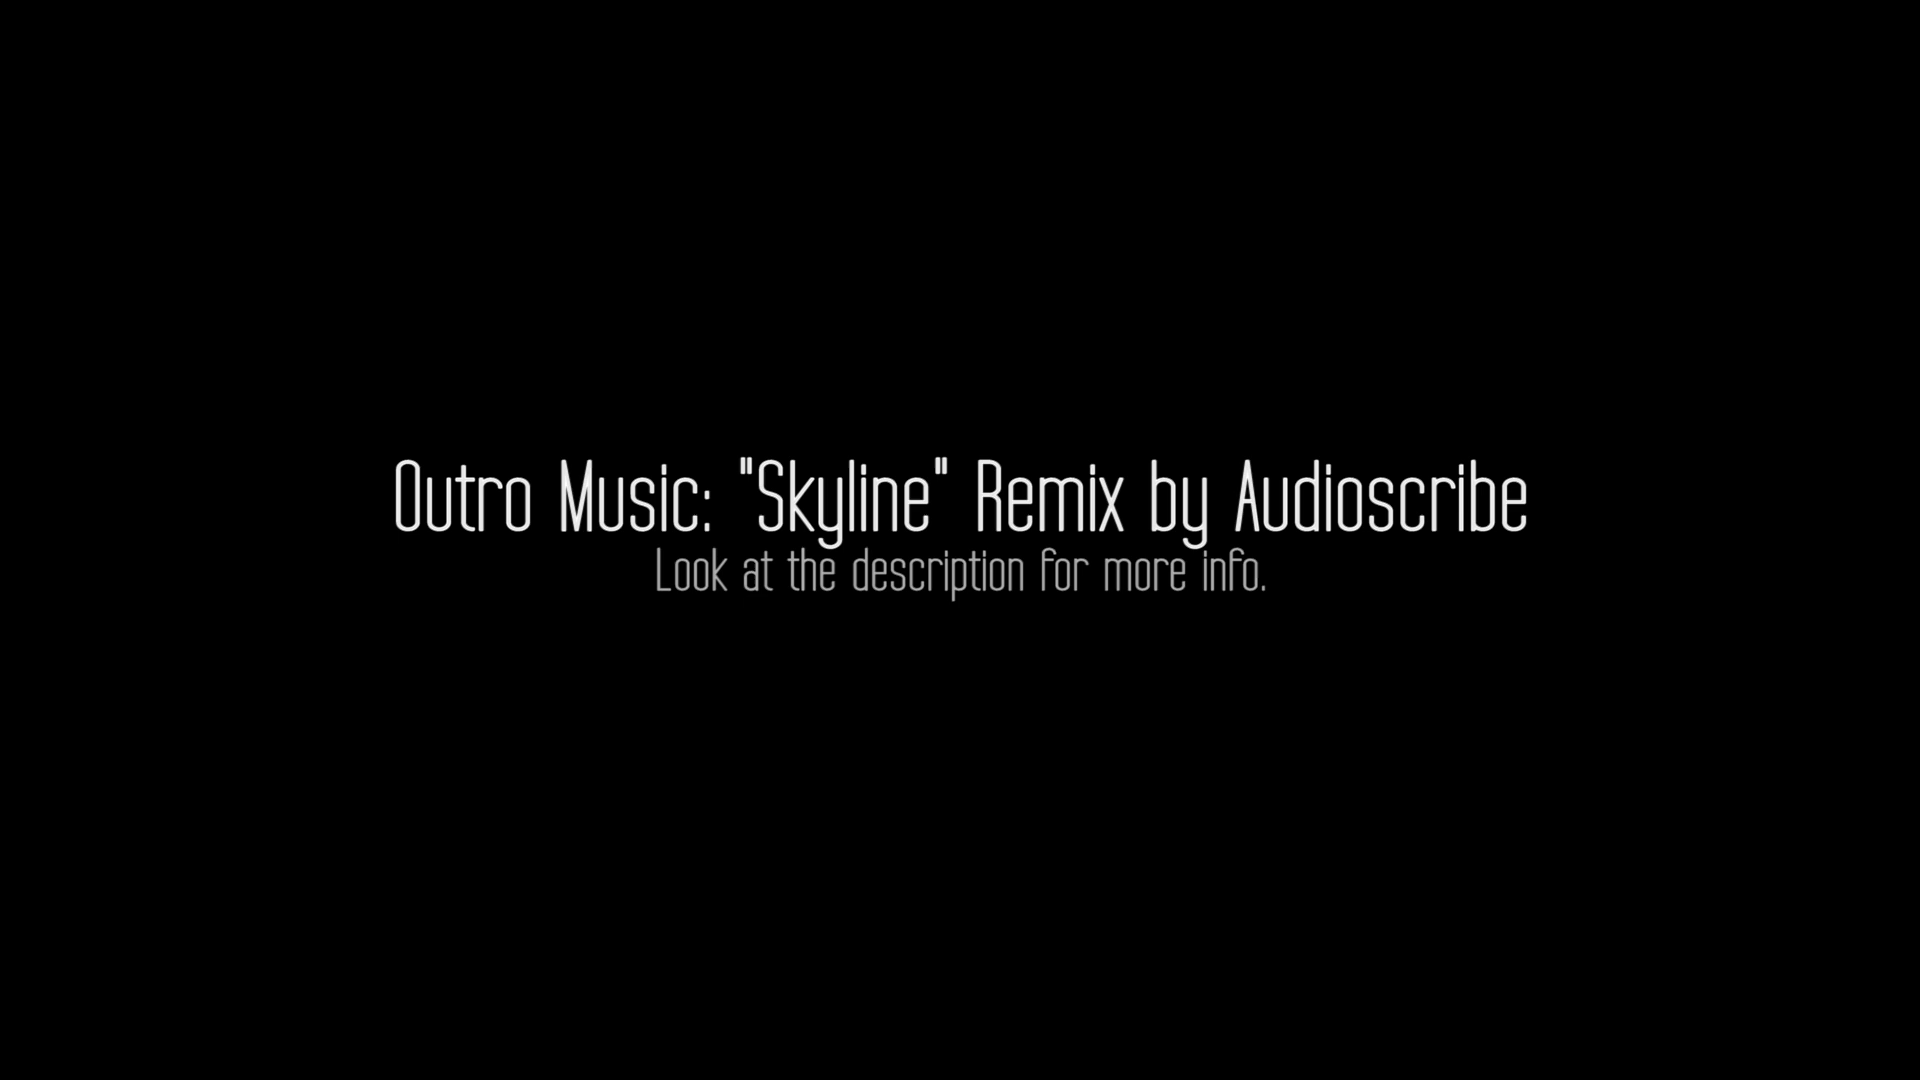 Outro Music: "Skyline" Remix by Audioscribe
Look at the description for more info.